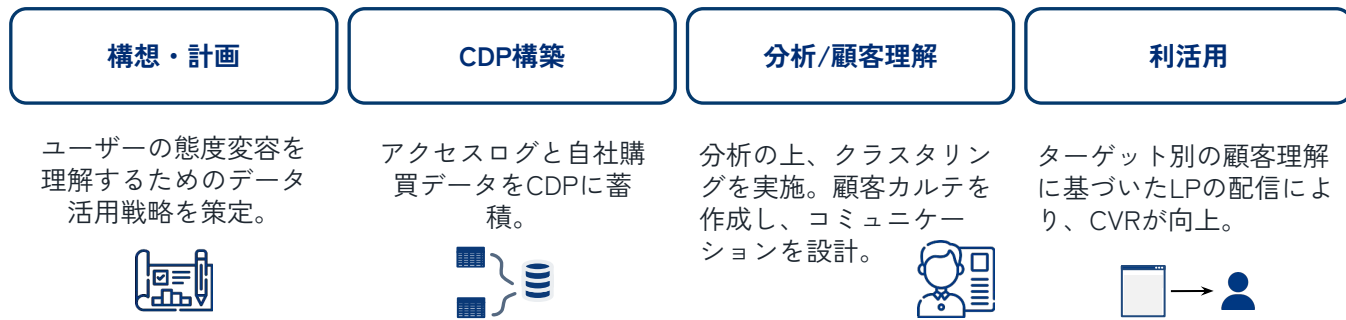 構想・計画
ユーザーの態度変容を
理解するためのデータ
活用戦略を策定。
CDP構築
アクセスログと自社購
買データをCDPに蓄
積。
分析/顧客理解
分析の上、クラスタリン
グを実施。顧客カルテを
作成し、コミュニケー
ションを設計。
利活用
ターゲット別の顧客理解
に基づいたLPの配信によ
り、CVRが向上。